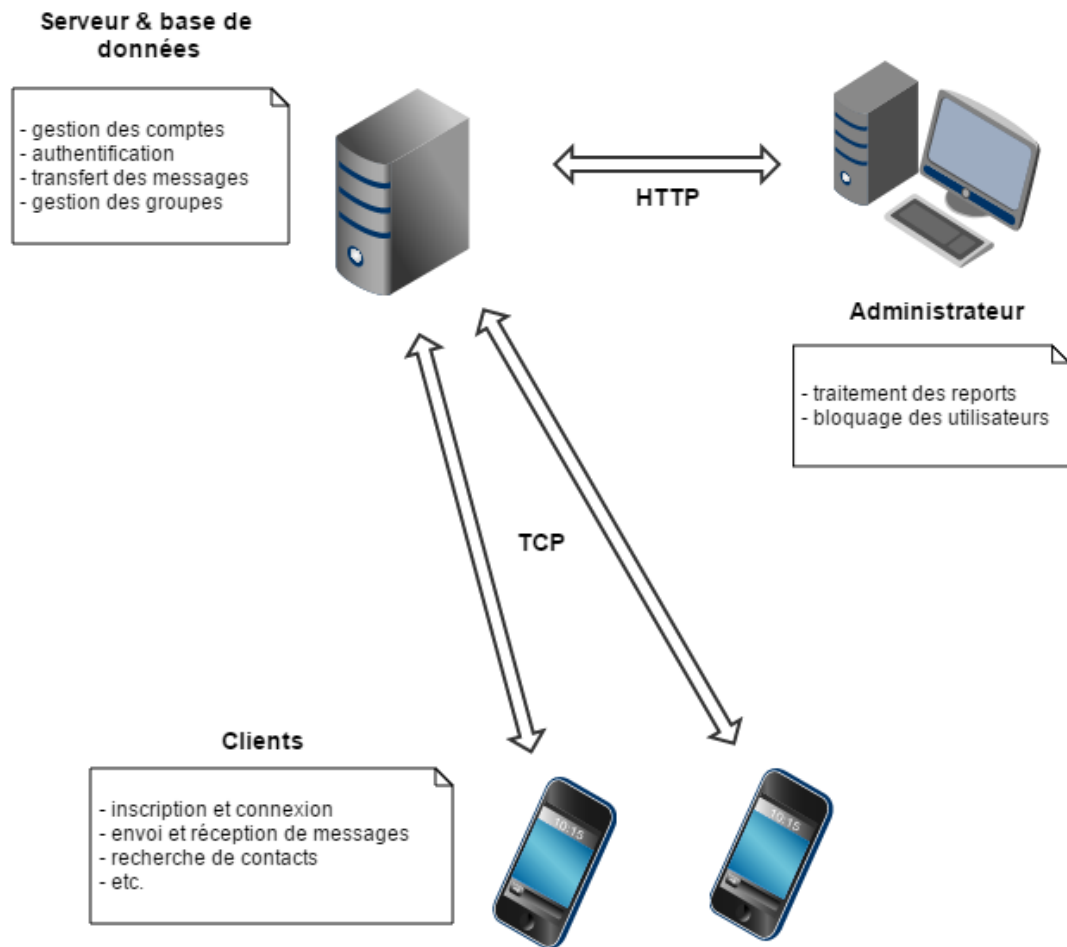 Serveur & base de
données
- gestion des comptes
- authentification
- transfert des messages
- gestion des groupes
HTTP
Administrateur
- traitement des reports
- bloquage des utilisateurs
TCP
Clients
- inscription et connexion
- envoi et réception de messages
- recherche de contacts
- etc.
10:15
10:15